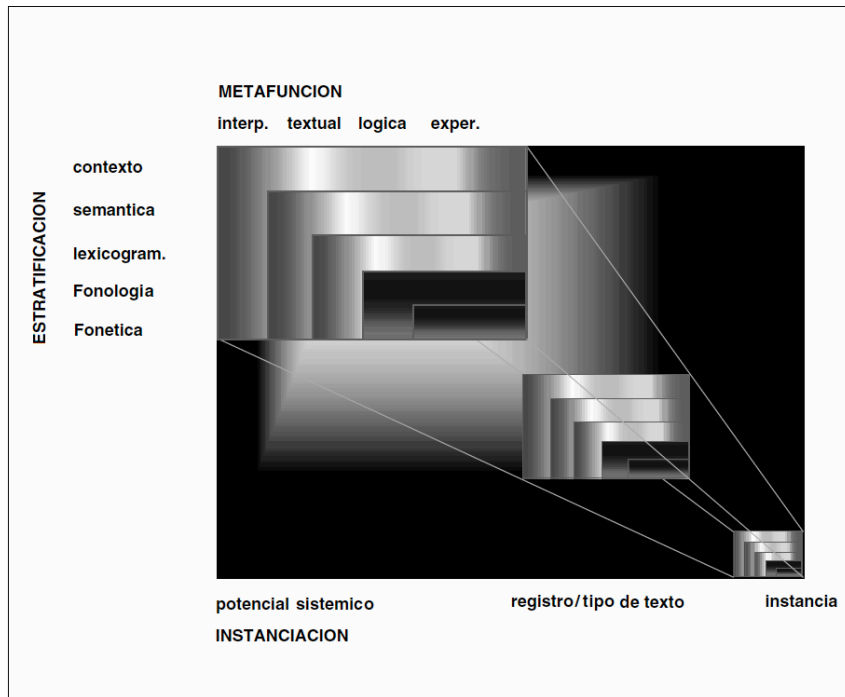 METAFUNCION
interp. textual logica exper.
contexto
semantica
lexicogram.
Fonologia
Fonetica
ESTRATIFICACION
potencial sistemico
registro/tipo de texto
instancia
INSTANCIACION